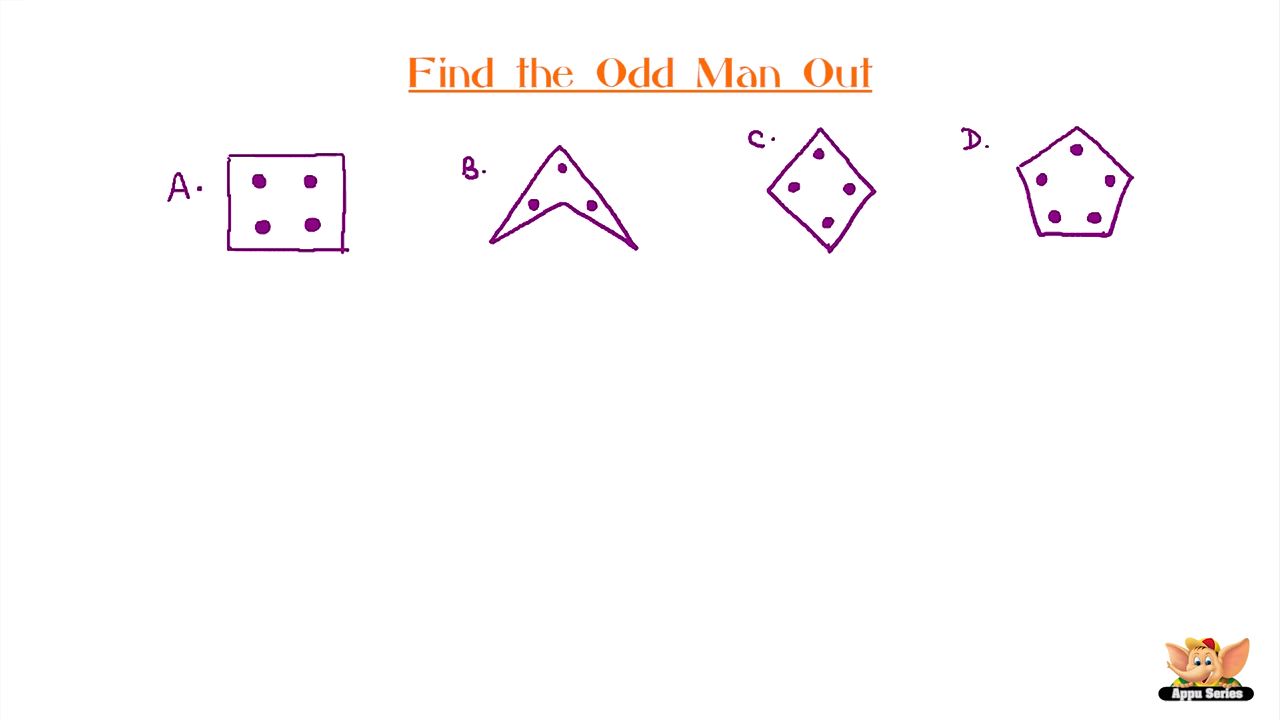 Find the Odd Man Out
A.
B.
C.
D.
Appu Series